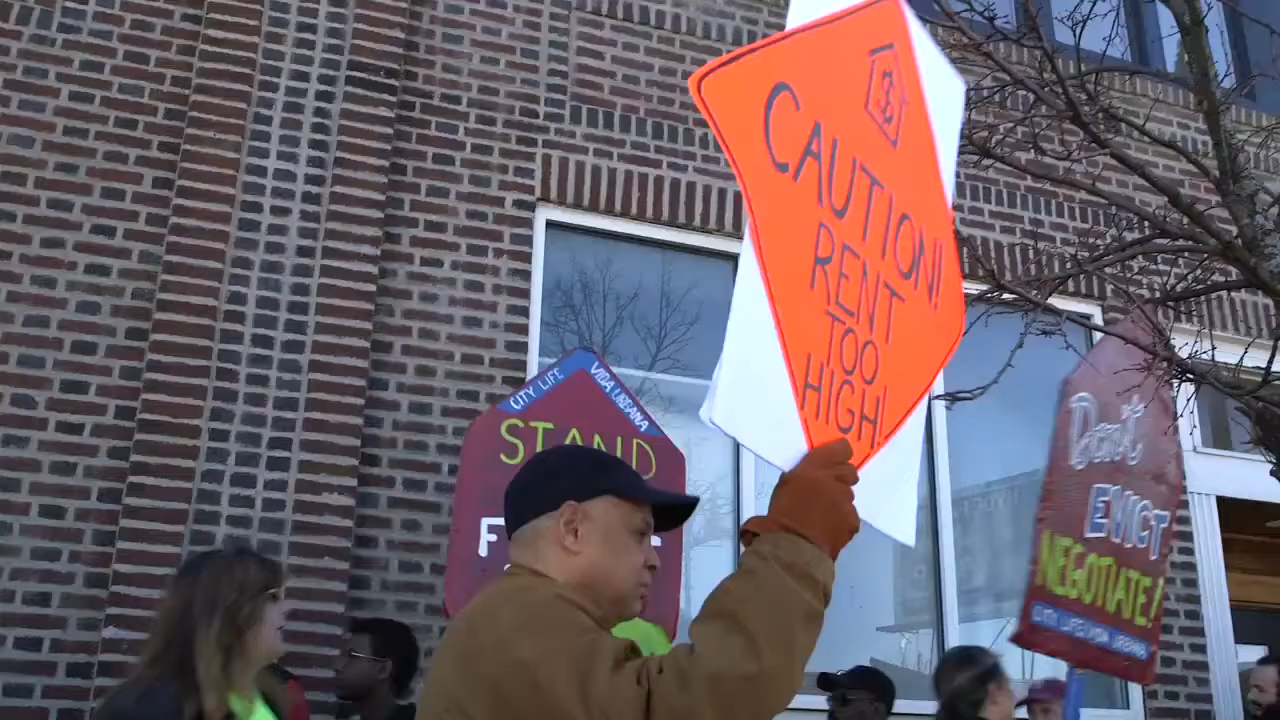 $
CAUTION!
RENT
TOO
HIGH!
CITY LIFE
VIDA URBANA
STAND
Don't
EVICT
NEGOTIATE!
CITY LIFE VIDA URBANA